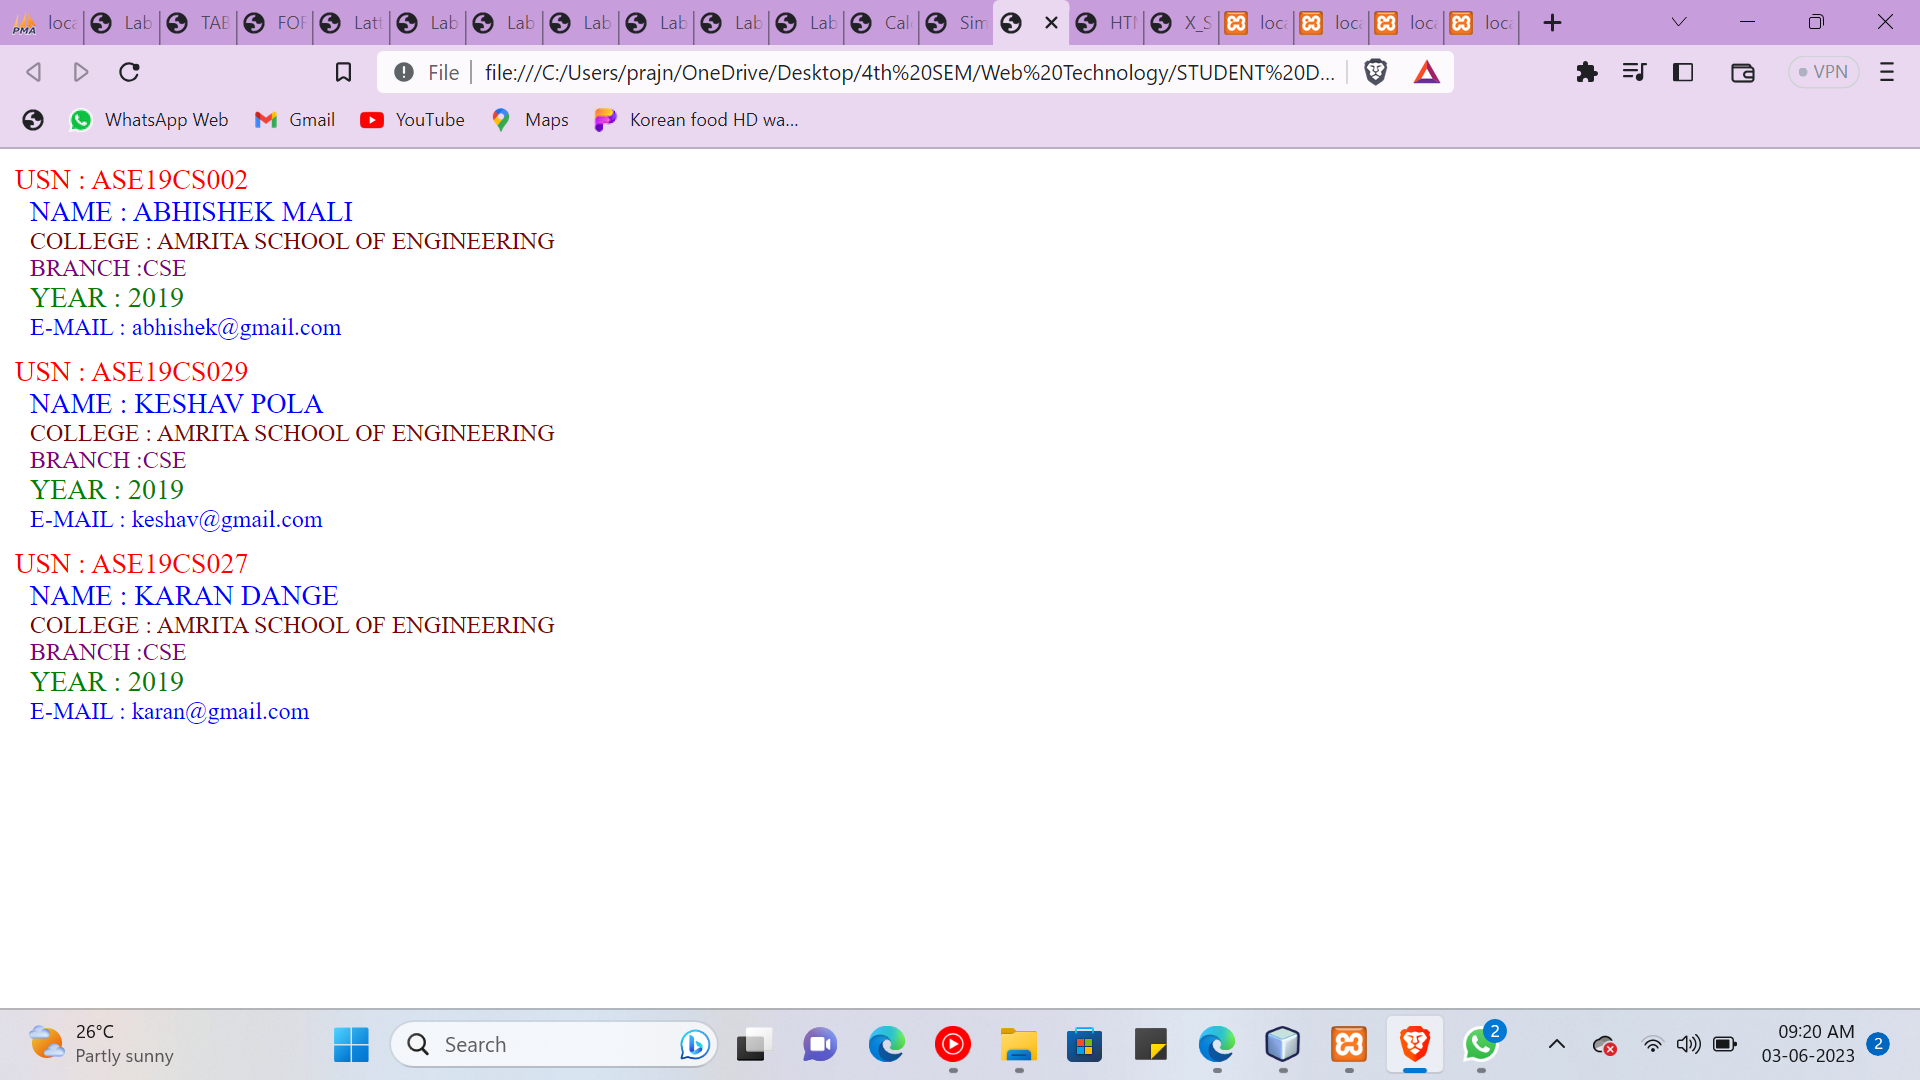 PMA loca Lab TAB FOR Latt Lab Lab Lab Lab Lab Lab Calc Sim HTM X_S loca loca loca loca
File file:///C:/Users/prajn/OneDrive/Desktop/4th%20SEM/Web%20Technology/STUDENT%20D... VPN
WhatsApp Web Gmail YouTube Maps Korean food HD wa...
USN : ASE19CS002
NAME : ABHISHEK MALI
COLLEGE : AMRITA SCHOOL OF ENGINEERING
BRANCH :CSE
YEAR : 2019
E-MAIL : abhishek@gmail.com
USN : ASE19CS029
NAME : KESHAV POLA
COLLEGE : AMRITA SCHOOL OF ENGINEERING
BRANCH :CSE
YEAR : 2019
E-MAIL : keshav@gmail.com
USN : ASE19CS027
NAME : KARAN DANGE
COLLEGE : AMRITA SCHOOL OF ENGINEERING
BRANCH :CSE
YEAR : 2019
E-MAIL : karan@gmail.com
26°C
Partly sunny
Search
2
09:20 AM
03-06-2023
2